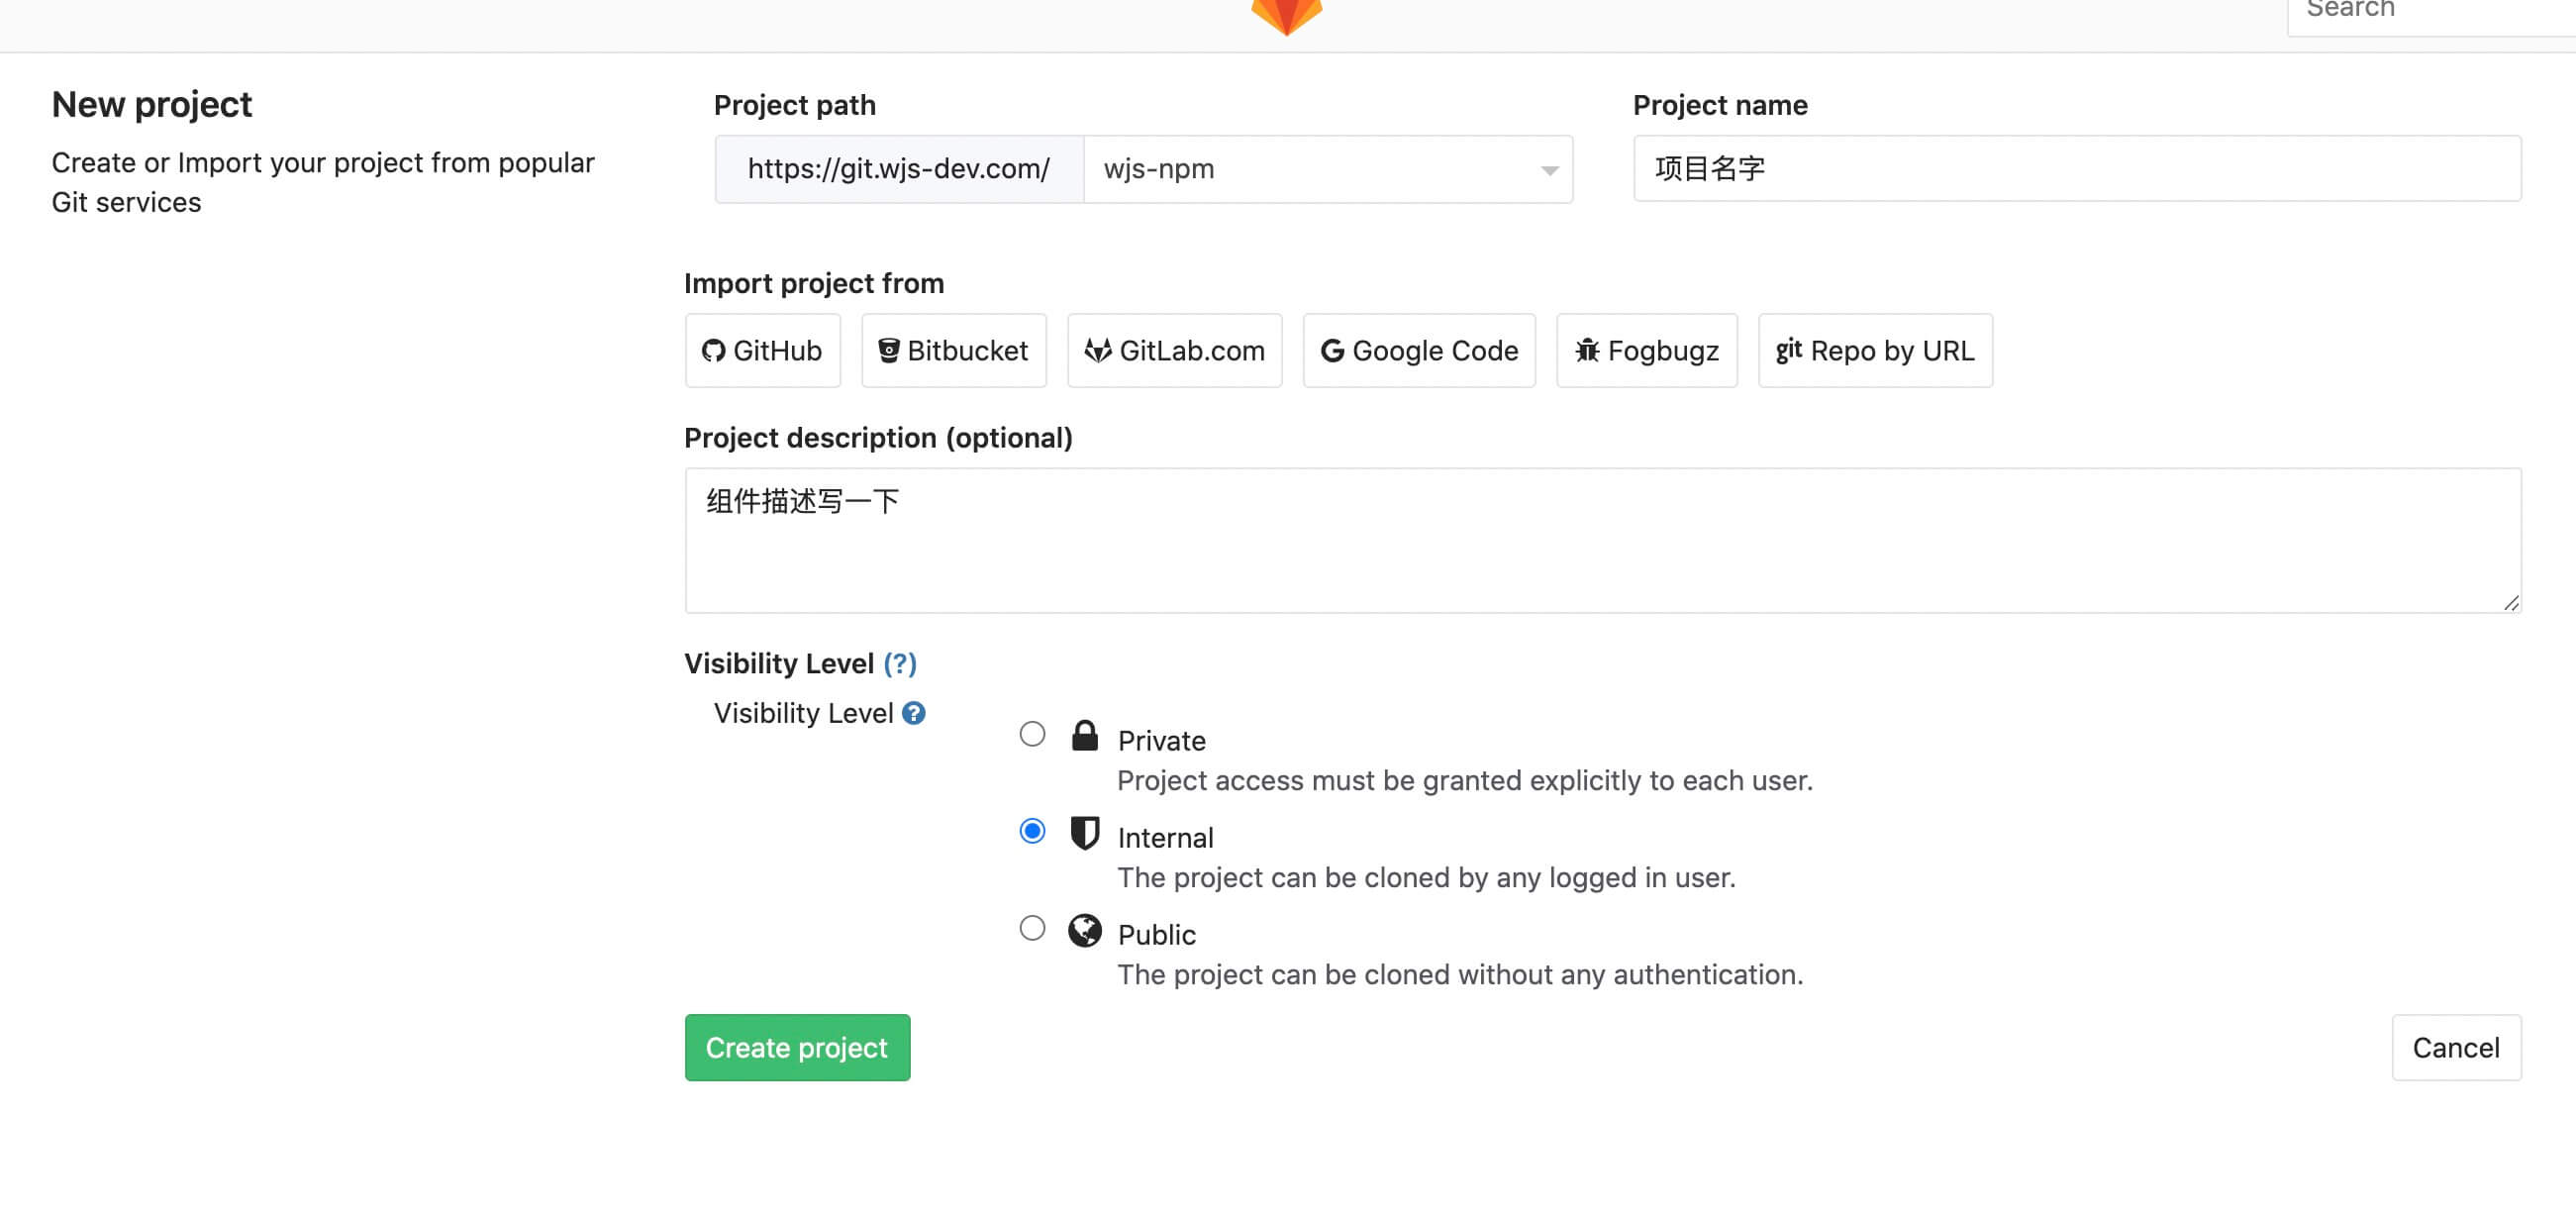 Search
New project
Create or Import your project from popular
Git services
Project path
https://git.wjs-dev.com/
wjs-npm
Project name
项目名字
Import project from
GitHub
Bitbucket
GitLab.com
Google Code
Fogbugz
git Repo by URL
Project description (optional)
组件描述写一下
Visibility Level (?)
Visibility Level ?
Private
Project access must be granted explicitly to each user.
Internal
The project can be cloned by any logged in user.
Public
The project can be cloned without any authentication.
Create project
Cancel